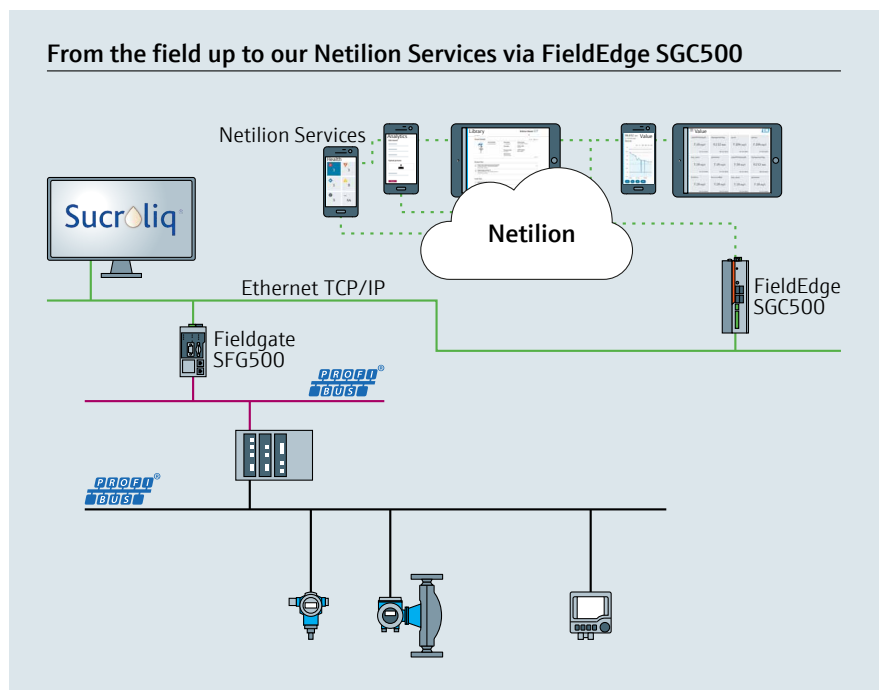 From the field up to our Netilion Services via FieldEdge SGC500
Netilion Services
Health
Analytics
Library
Value
Value
Sucroliq
Netilion
Ethernet TCP/IP
FieldEdge
SGC500
Fieldgate
SFG500
PROFI®
BUS
PROFI®
BUS